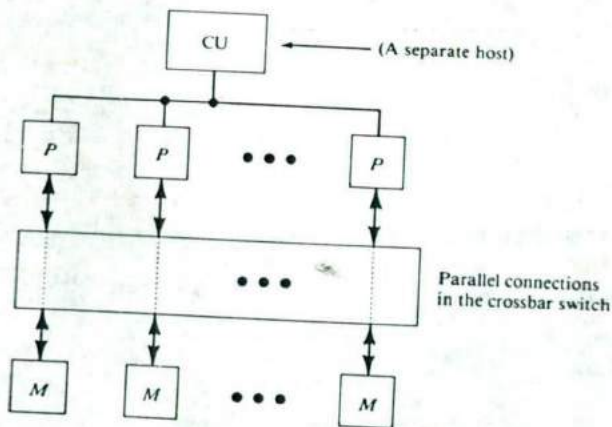 CU
(A separate host)
P
P
P
Parallel connections
in the crossbar switch
M
M
M